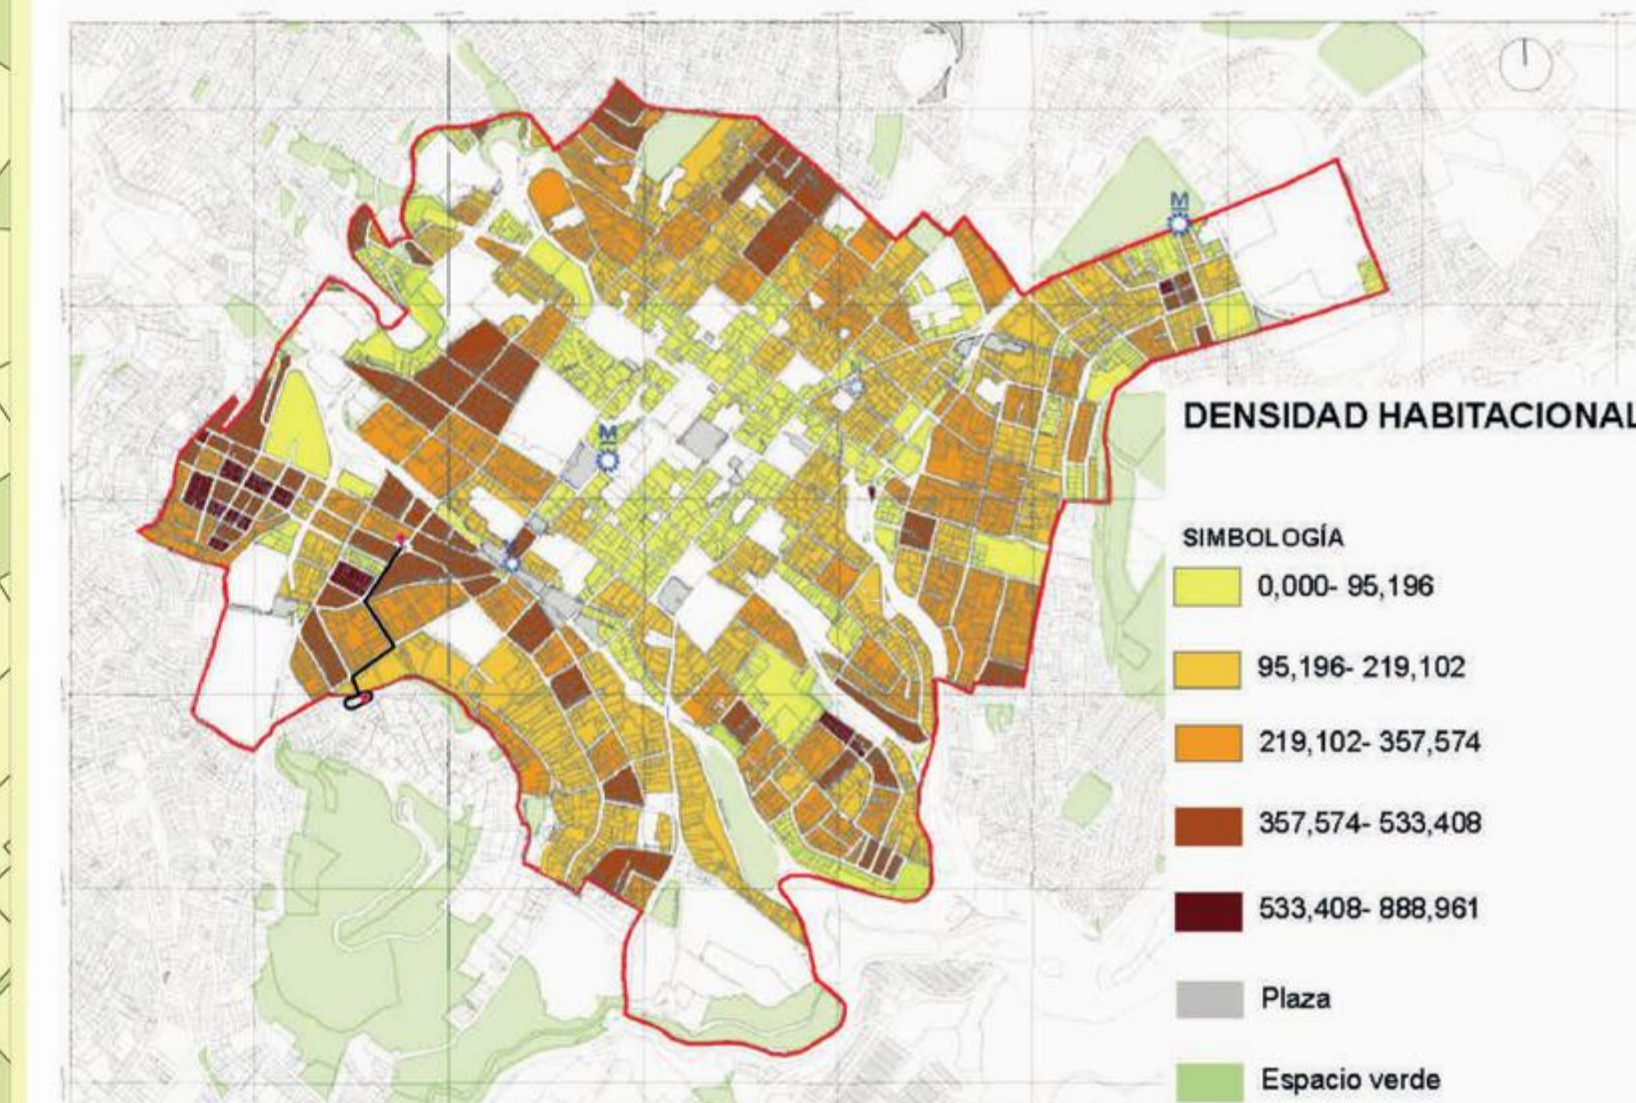 M
M
DENSIDAD HABITACIONAL
SIMBOLOGÍA
0,000- 95,196
95,196- 219,102
219,102- 357,574
357,574- 533,408
533,408- 888,961
Plaza
Espacio verde